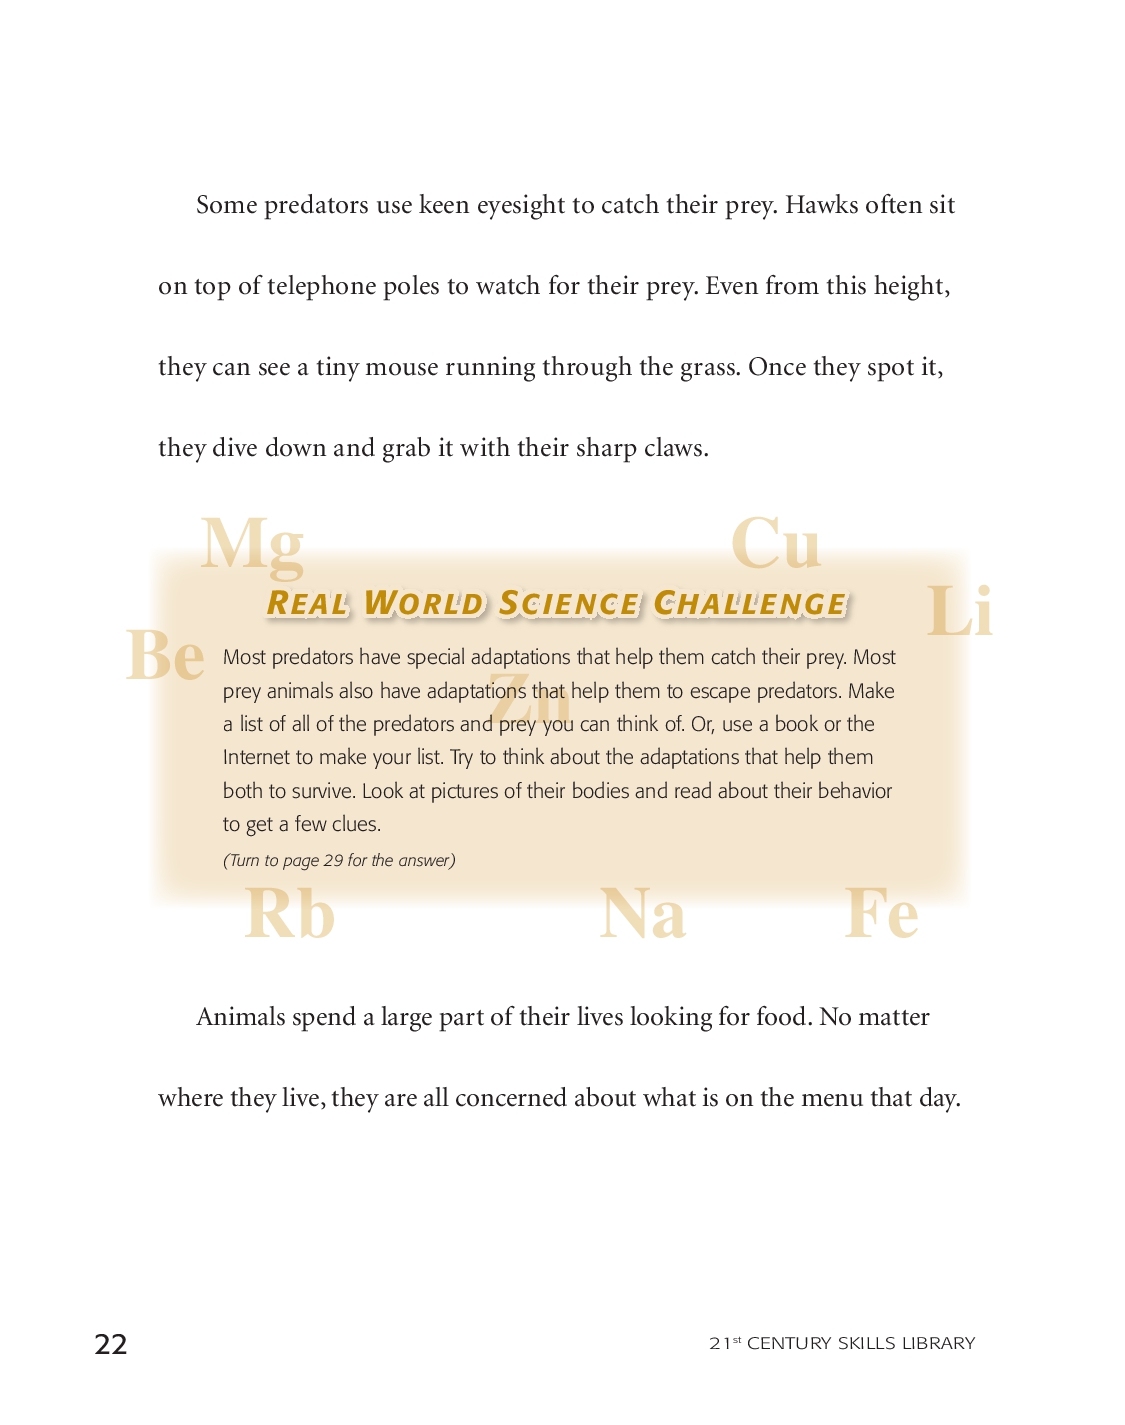 Some predators use keen eyesight to catch their prey. Hawks often sit
on top of telephone poles to watch for their prey. Even from this height,
they can see a tiny mouse running through the grass. Once they spot it,
they dive down and grab it with their sharp claws.
Mg
Cu
Li
REAL WORLD SCIENCE CHALLENGE
Be
Most predators have special adaptations that help them catch their prey. Most
Zn
prey animals also have adaptations that help them to escape predators. Make
a list of all of the predators and prey you can think of. Or, use a book or the
Internet to make your list. Try to think about the adaptations that help them
both to survive. Look at pictures of their bodies and read about their behavior
to get a few clues.
(Turn to page 29 for the answer)
Rb
Na
Fe
Animals spend a large part of their lives looking for food. No matter
where they live, they are all concerned about what is on the menu that day.
22
21st CENTURY SKILLS LIBRARY